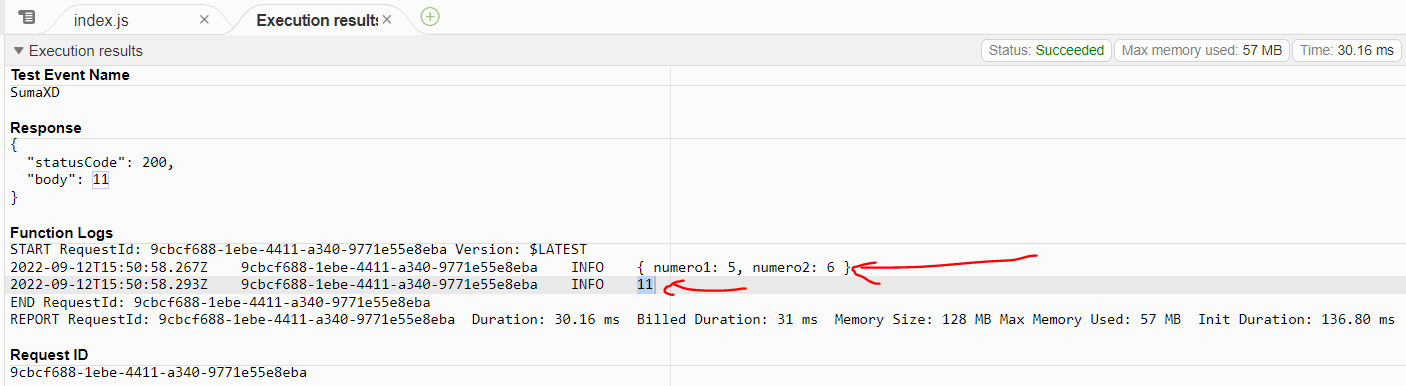 index.js × Execution results ×
Execution results Status: Succeeded Max memory used: 57 MB Time: 30.16 ms
Test Event Name
SumaXD
Response
{
"statusCode": 200,
"body": 11
}
Function Logs
START RequestId: 9cbcf688-1ebe-4411-a340-9771e55e8eba Version: $LATEST
2022-09-12T15:50:58.267Z 9cbcf688-1ebe-4411-a340-9771e55e8eba INFO { numero1: 5, numero2: 6 }
2022-09-12T15:50:58.293Z 9cbcf688-1ebe-4411-a340-9771e55e8eba INFO 11
END RequestId: 9cbcf688-1ebe-4411-a340-9771e55e8eba
REPORT RequestId: 9cbcf688-1ebe-4411-a340-9771e55e8eba Duration: 30.16 ms Billed Duration: 31 ms Memory Size: 128 MB Max Memory Used: 57 MB Init Duration: 136.80 ms
Request ID
9cbcf688-1ebe-4411-a340-9771e55e8eba